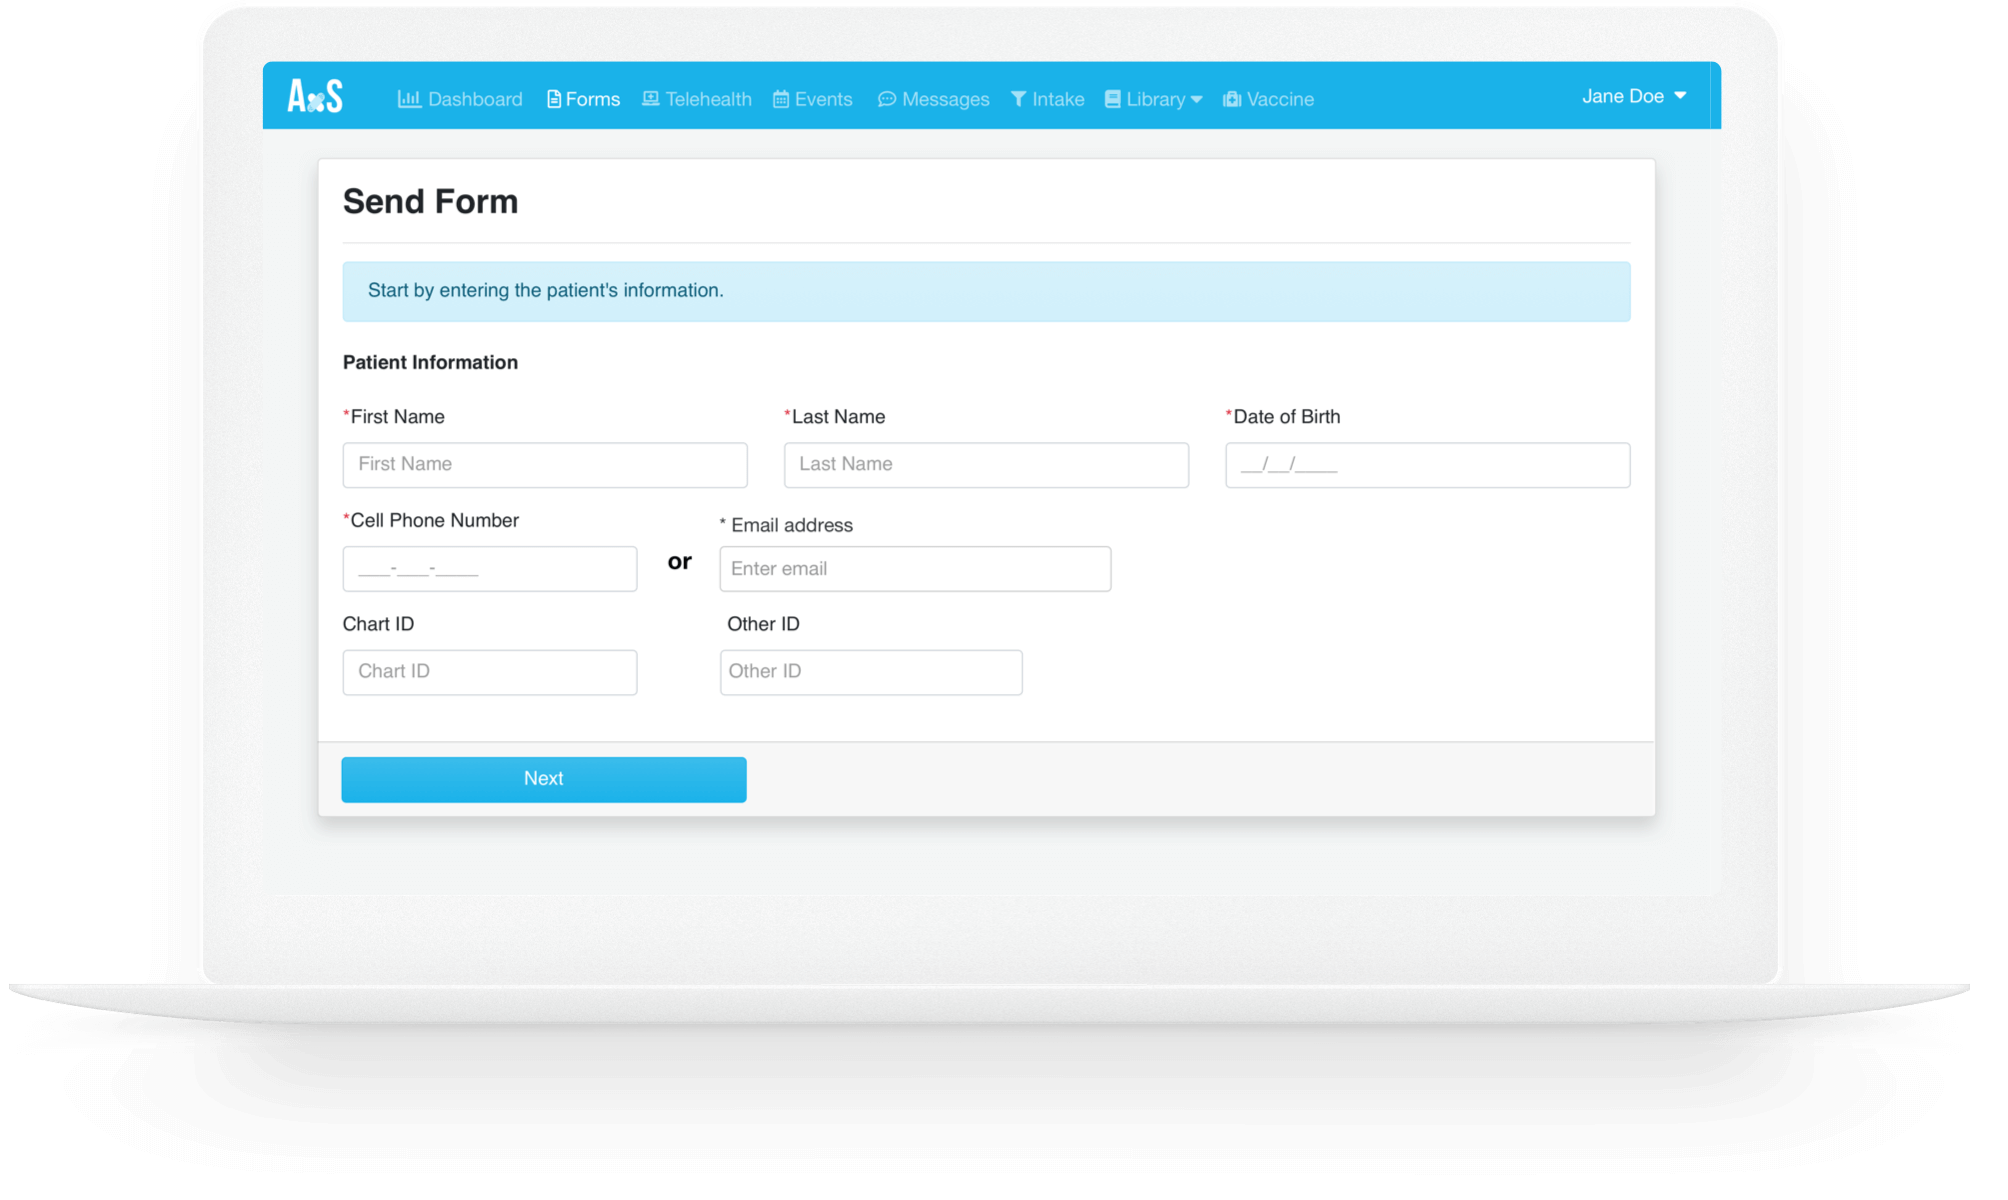 AxS Dashboard Forms Telehealth Events Messages Intake Library Vaccine Jane Doe
Send Form
Start by entering the patient's information.
Patient Information
*First Name *Last Name *Date of Birth
First Name Last Name __/__/____
*Cell Phone Number * Email address
___-___-____ or Enter email
Chart ID Other ID
Chart ID Other ID
Next